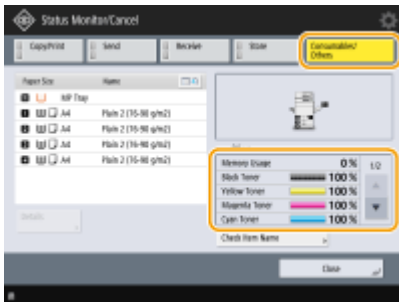 Status Monitor/Cancel
Copy/Print
Send
Receive
Store
Consumables/
Others
Paper Size
Name
MP Tray
A4 Plain 2 (76-90 g/m2)
A4 Plain 2 (76-90 g/m2)
A4 Plain 2 (76-90 g/m2)
A4 Plain 2 (76-90 g/m2)
Memory Usage 0 %
1/2
Black Toner 100 %
Yellow Toner 100 %
Magenta Toner 100 %
Cyan Toner 100 %
Details
Check Item Name
Close